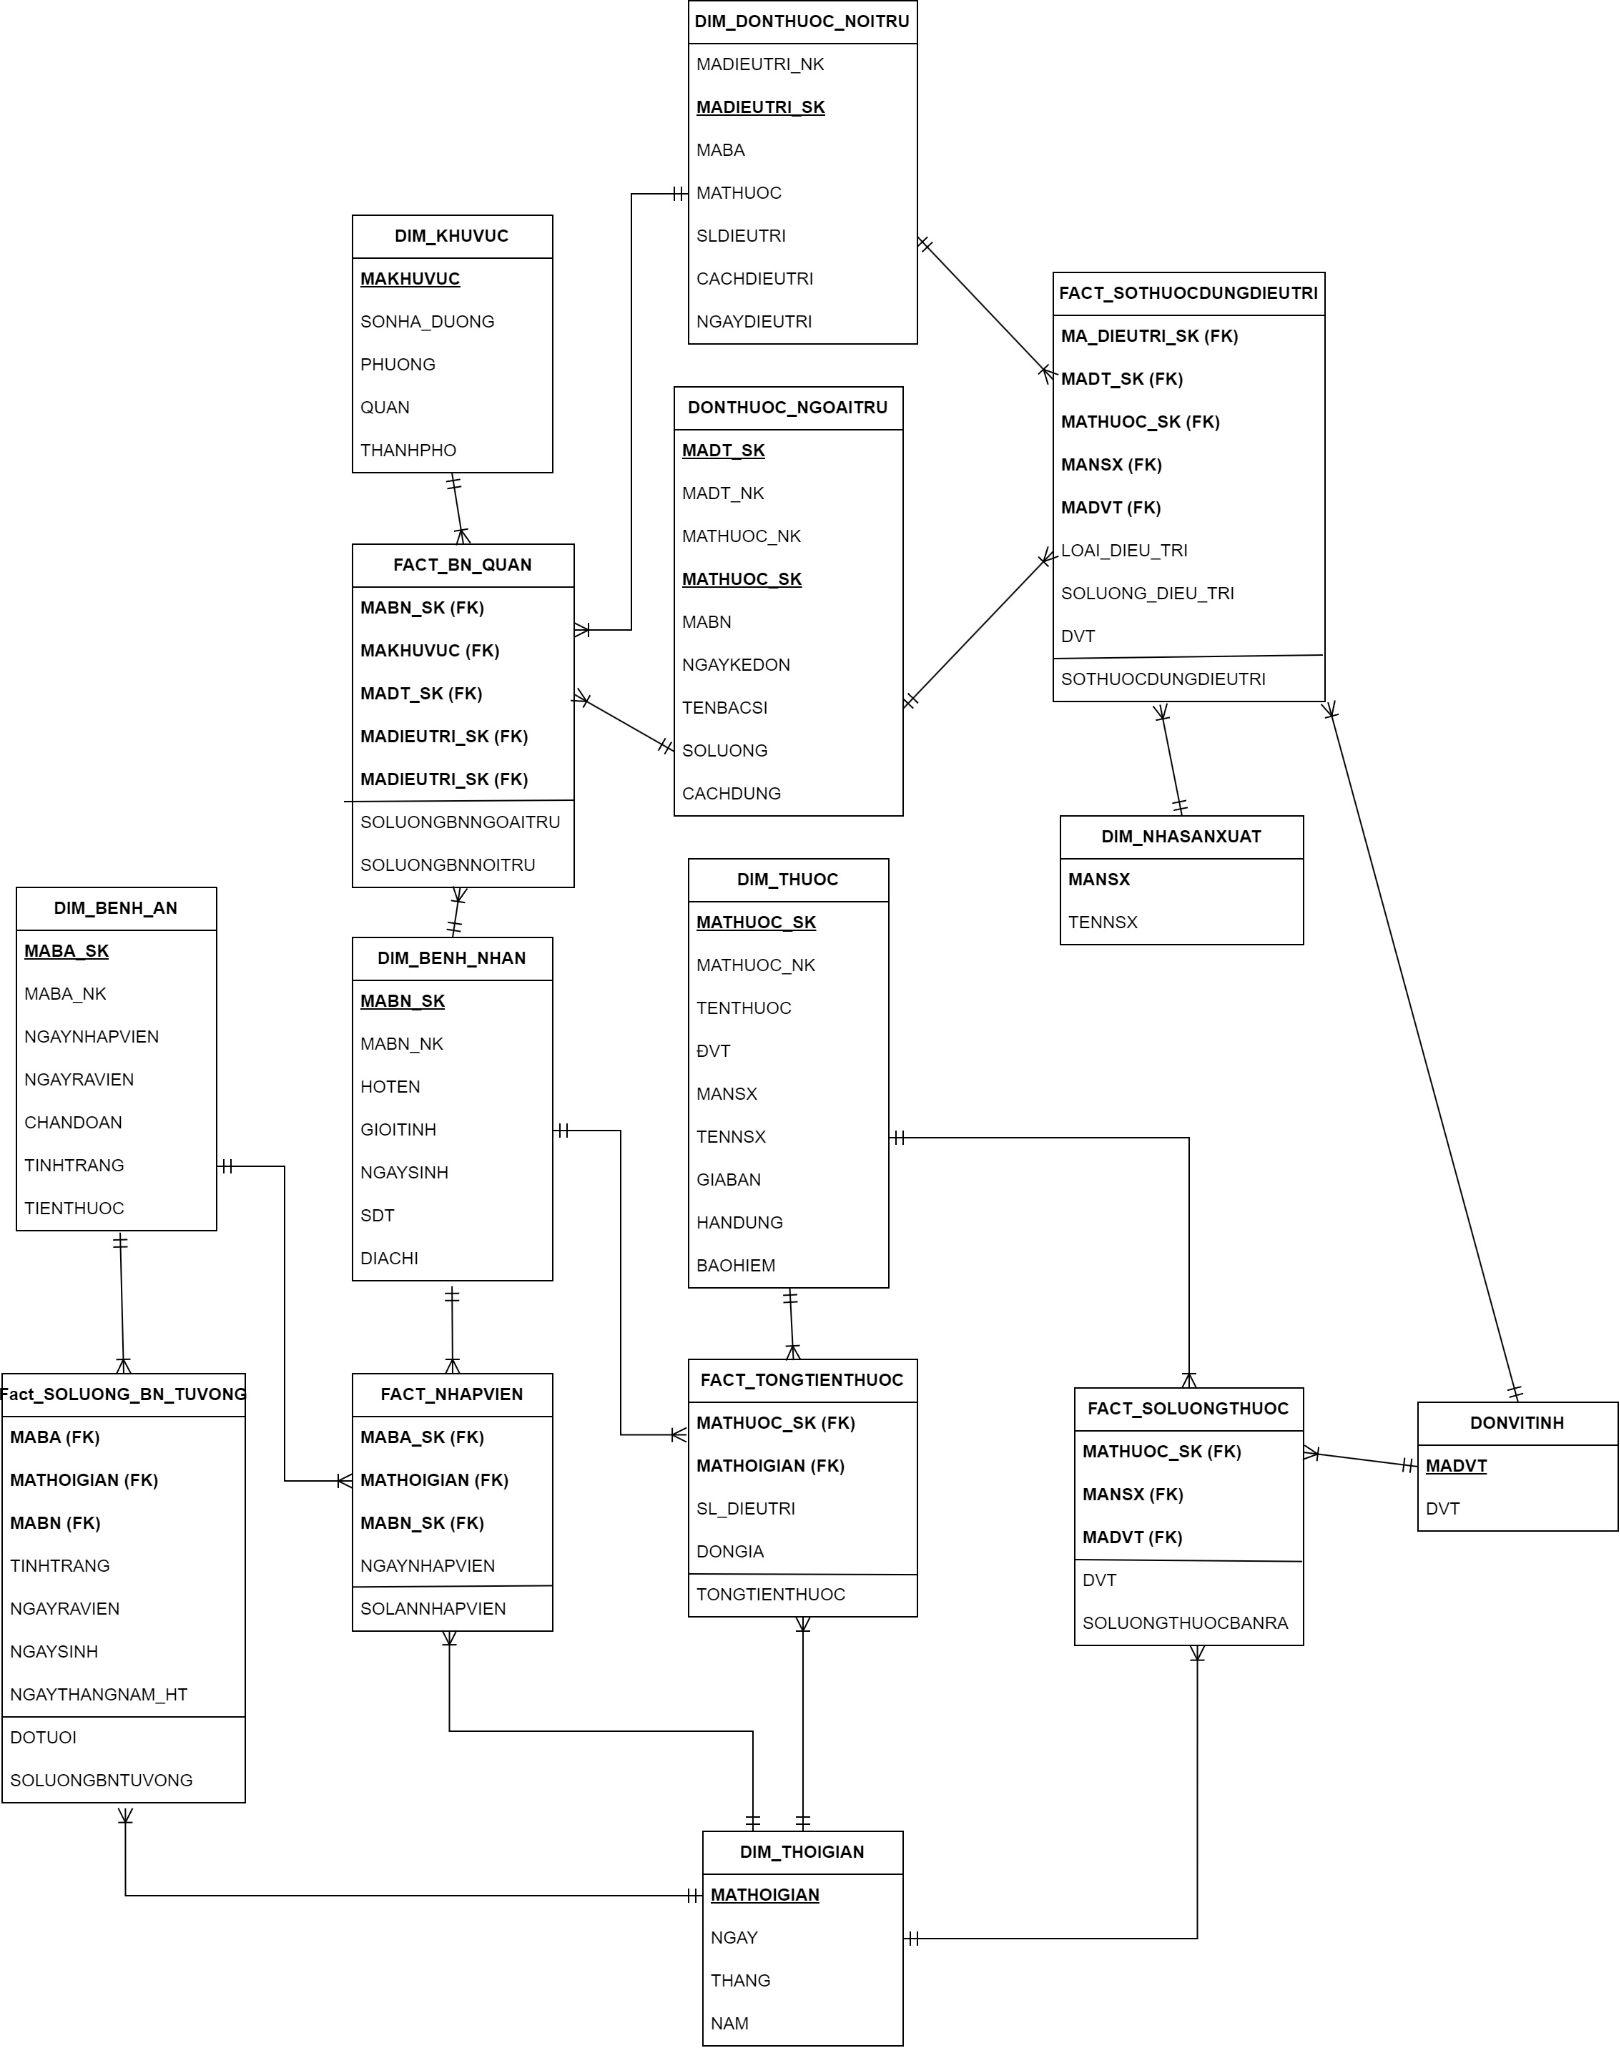 DIM_DONTHUOC_NOITRU
MADIEUTRI_NK
MADIEUTRI_SK
MABA
MATHUOC
SLDIEUTRI
CACHDIEUTRI
NGAYDIEUTRI
DIM_KHUVUC
MAKHUVUC
SONHA_DUONG
PHUONG
QUAN
THANHPHO
FACT_SOTHUOCDUNGDIEUTRI
MA_DIEUTRI_SK (FK)
MADT_SK (FK)
MATHUOC_SK (FK)
MANSX (FK)
MADVT (FK)
LOAI_DIEU_TRI
SOLUONG_DIEU_TRI
DVT
SOTHUOCDUNGDIEUTRI
DONTHUOC_NGOAITRU
MADT_SK
MADT_NK
MATHUOC_NK
MATHUOC_SK
MABN
NGAYKEDON
TENBACSI
SOLUONG
CACHDUNG
FACT_BN_QUAN
MABN_SK (FK)
MAKHUVUC (FK)
MADT_SK (FK)
MADIEUTRI_SK (FK)
MADIEUTRI_SK (FK)
SOLUONGBNNGOAITRU
SOLUONGBNNOITRU
DIM_NHASANXUAT
MANSX
TENNSX
DIM_BENH_AN
MABA_SK
MABA_NK
NGAYNHAPVIEN
NGAYRAVIEN
CHANDOAN
TINHTRANG
TIENTHUOC
DIM_BENH_NHAN
MABN_SK
MABN_NK
HOTEN
GIOITINH
NGAYSINH
SDT
DIACHI
DIM_THUOC
MATHUOC_SK
MATHUOC_NK
TENTHUOC
ĐVT
MANSX
TENNSX
GIABAN
HANDUNG
BAOHIEM
Fact_SOLUONG_BN_TUVONG
MABA (FK)
MATHOIGIAN (FK)
MABN (FK)
TINHTRANG
NGAYRAVIEN
NGAYSINH
NGAYTHANGNAM_HT
DOTUOI
SOLUONGBNTUVONG
FACT_NHAPVIEN
MABA_SK (FK)
MATHOIGIAN (FK)
MABN_SK (FK)
NGAYNHAPVIEN
SOLANNHAPVIEN
FACT_TONGTIENTHUOC
MATHUOC_SK (FK)
MATHOIGIAN (FK)
SL_DIEUTRI
DONGIA
TONGTIENTHUOC
FACT_SOLUONGTHUOC
MATHUOC_SK (FK)
MANSX (FK)
MADVT (FK)
DVT
SOLUONGTHUOCBANRA
DONVITINH
MADVT
DVT
DIM_THOIGIAN
MATHOIGIAN
NGAY
THANG
NAM